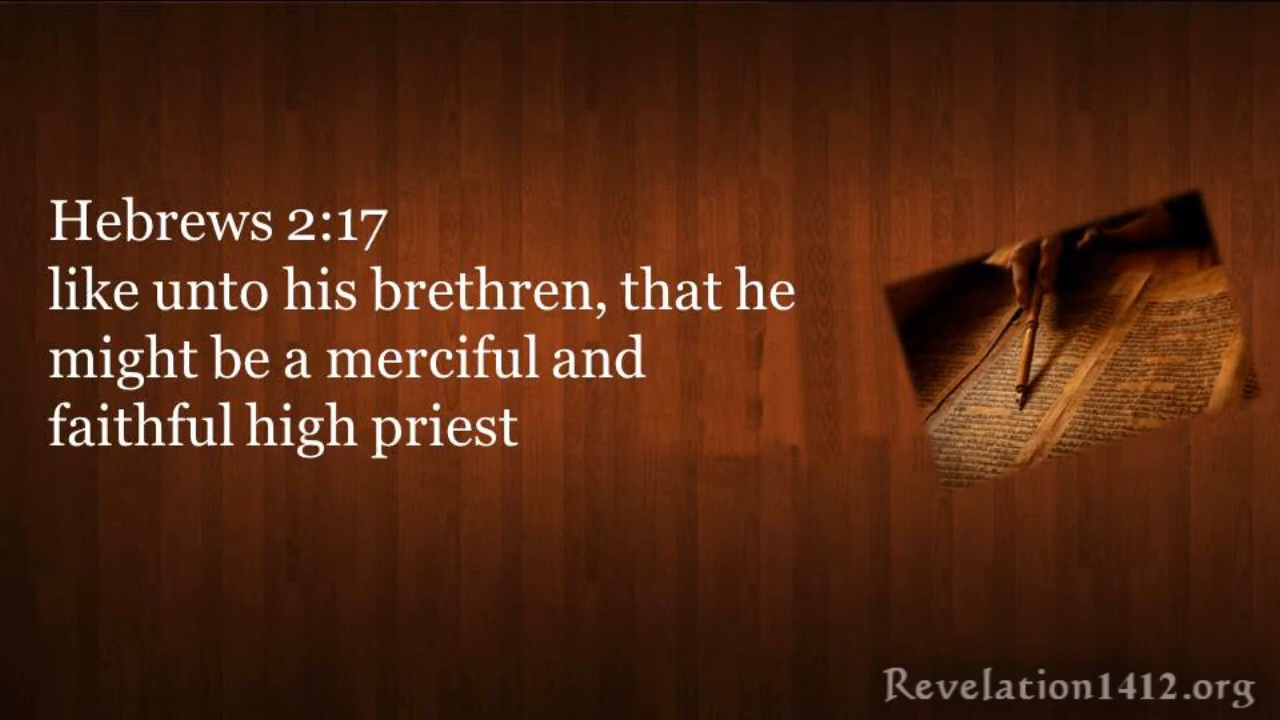 Hebrews 2:17
like unto his brethren, that he
might be a merciful and
faithful high priest
Revelation1412.org